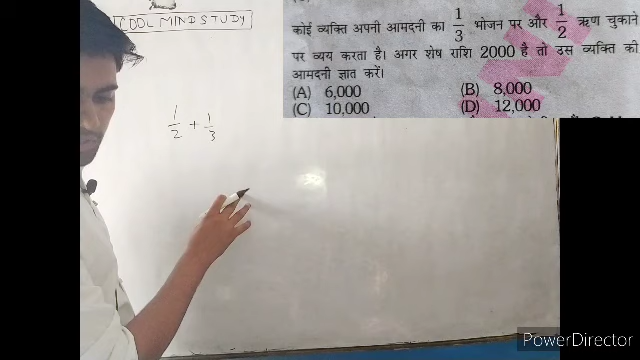 COOL MIND STUDY
कोई व्यक्ति अपनी आमदनी का 1/3 भोजन पर और 1/2 ऋण चुकाने
पर व्यय करता है। अगर शेष राशि 2000 है तो उस व्यक्ति की
आमदनी ज्ञात करें।
(A) 6,000 (B) 8,000
(C) 10,000 (D) 12,000
1/2 + 1/3
PowerDirector